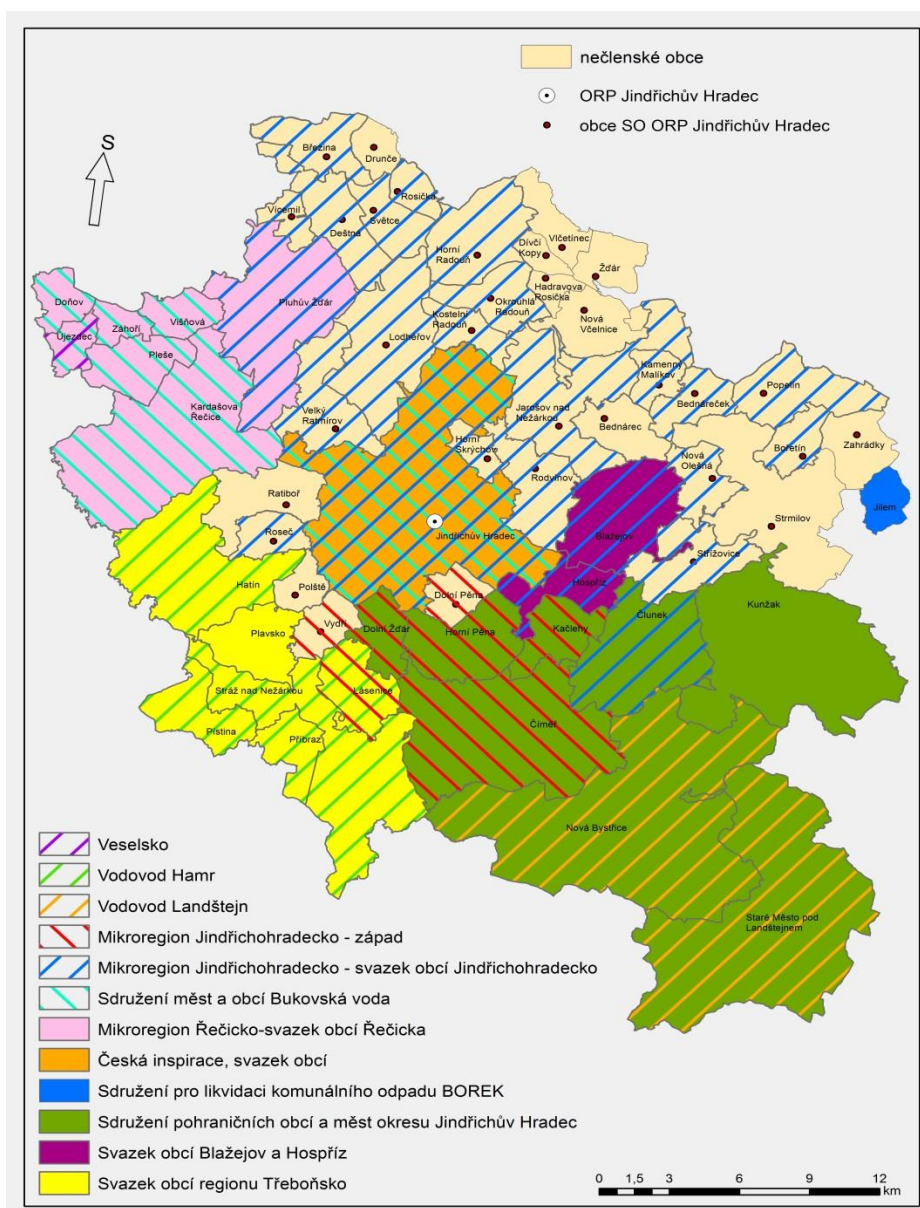 nečlenské obce
ORP Jindřichův Hradec
obce SO ORP Jindřichův Hradec
S
Březina
Drunče
Rosička
Vícemil
Světce
Deštná
Horní
Radouň
Dívčí
Kopy
Vlčetínec
Žďár
Hadravova
Rosička
Doňov
Újezdec
Záhoří
Višňová
Pleše
Pluhův Žďár
Okrouhlá
Radouň
Kostelní
Radouň
Nová
Včelnice
Lodhéřov
Kardašova
Řečice
Velký
Ratmírov
Kamenný
Malíkov
Bednáreček
Popelín
Jarošov nad
Nežárkou
Bednárec
Horní
Skrýchov
Rodvínov
Nová
Olešná
Bořetín
Zahrádky
Jilem
Ratiboř
Roseč
Jindřichův Hradec
Blažejov
Strmilov
Střížovice
Hatín
Polště
Dolní Pěna
Hospříz
Vydří
Dolní Žďár
Horní Pěna
Kačlehy
Člunek
Kunžak
Plavsko
Stráž nad Nežárkou
Lásenice
Pístina
Příbraz
Číměř
Nová Bystřice
Staré Město pod
Landštejnem
Veselsko
Vodovod Hamr
Vodovod Landštejn
Mikroregion Jindřichohradecko - západ
Mikroregion Jindřichohradecko - svazek obcí Jindřichohradecko
Sdružení měst a obcí Bukovská voda
Mikroregion Řečicko-svazek obcí Řečicka
Česká inspirace, svazek obcí
Sdružení pro likvidaci komunálního odpadu BOREK
Sdružení pohraničních obcí a měst okresu Jindřichův Hradec
Svazek obcí Blažejov a Hospříz
Svazek obcí regionu Třeboňsko
0 1,5 3 6 9 12
km